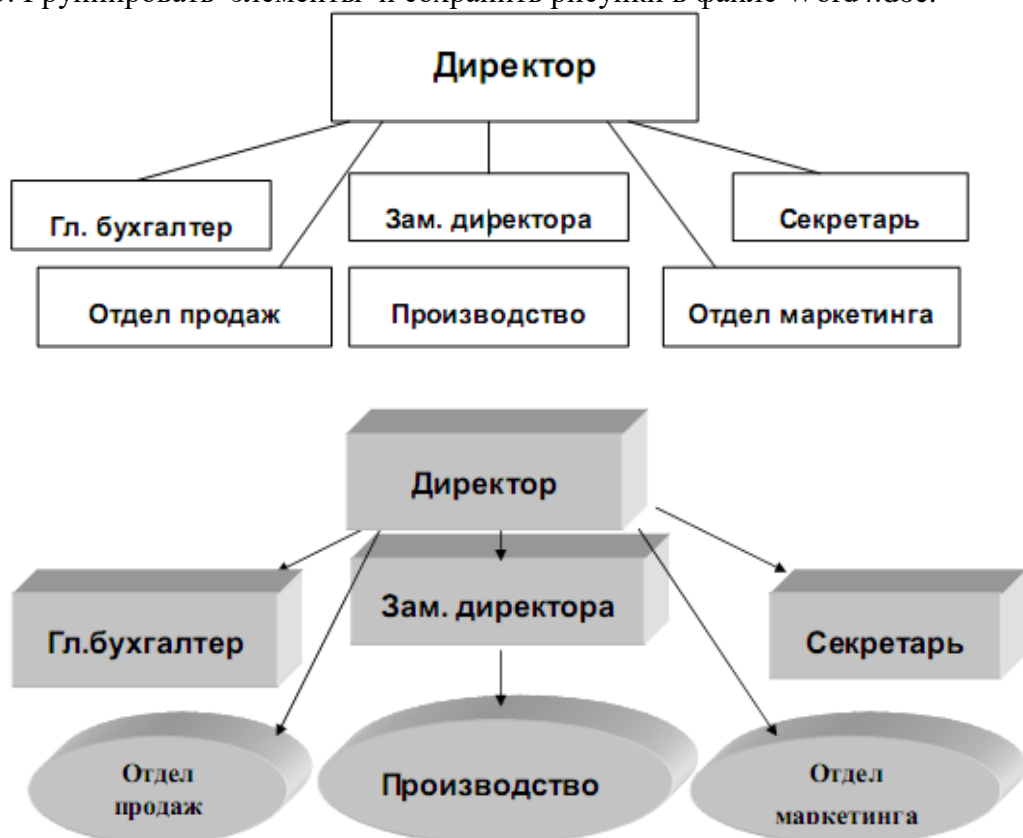 Группировать элементы и сохранить рисунки в файле Word4.doc.
Директор
Гл. бухгалтер
Зам. директора
Секретарь
Отдел продаж
Производство
Отдел маркетинга
Директор
Гл.бухгалтер
Зам. директора
Секретарь
Отдел
продаж
Производство
Отдел
маркетинга